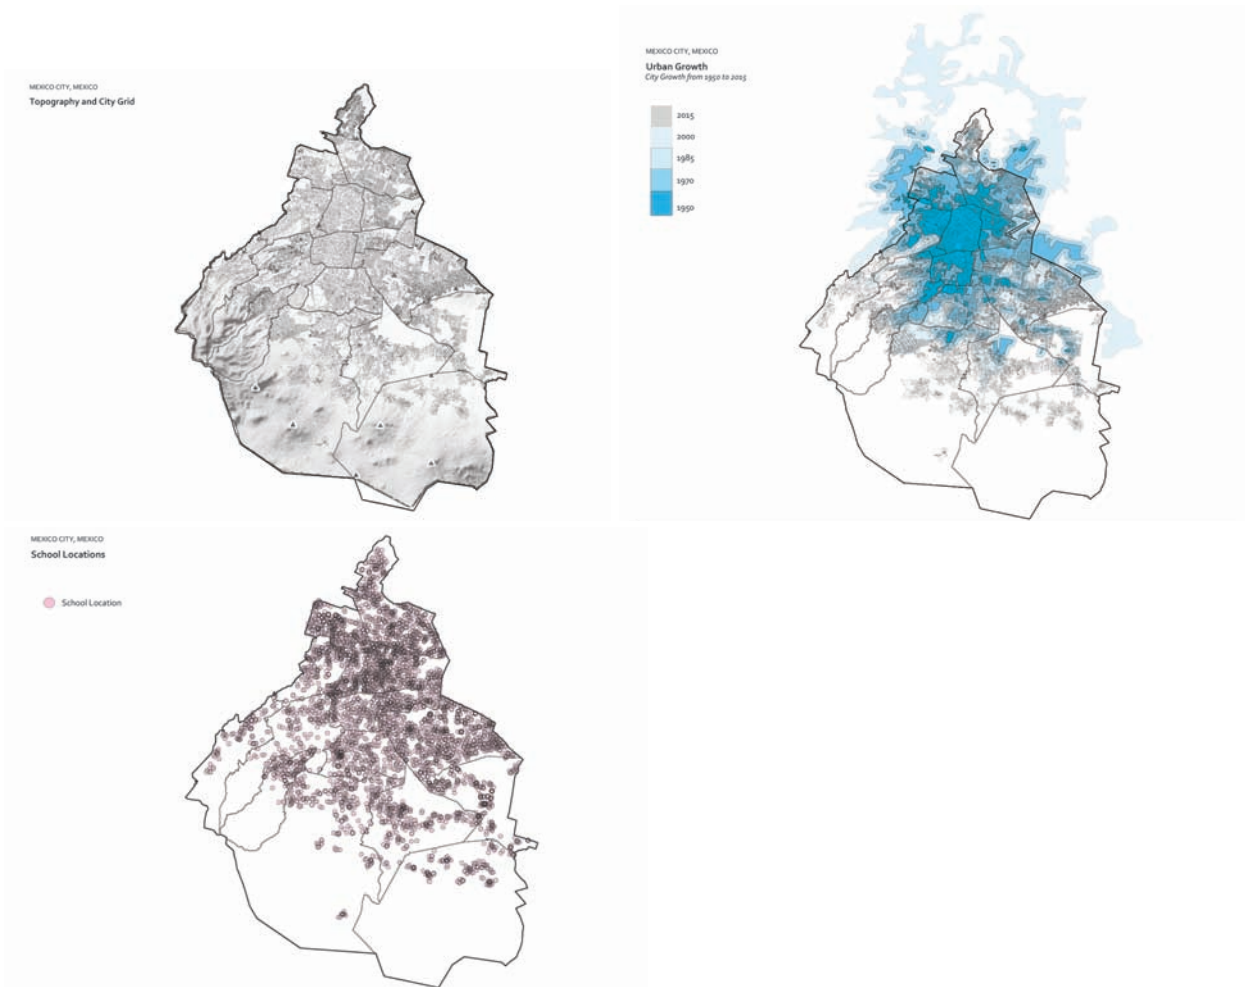 MEXICO CITY, MEXICO
Topography and City Grid
MEXICO CITY, MEXICO
Urban Growth
City Growth from 1950 to 2015
2015
2000
1985
1970
1950
MEXICO CITY, MEXICO
School Locations
School Location